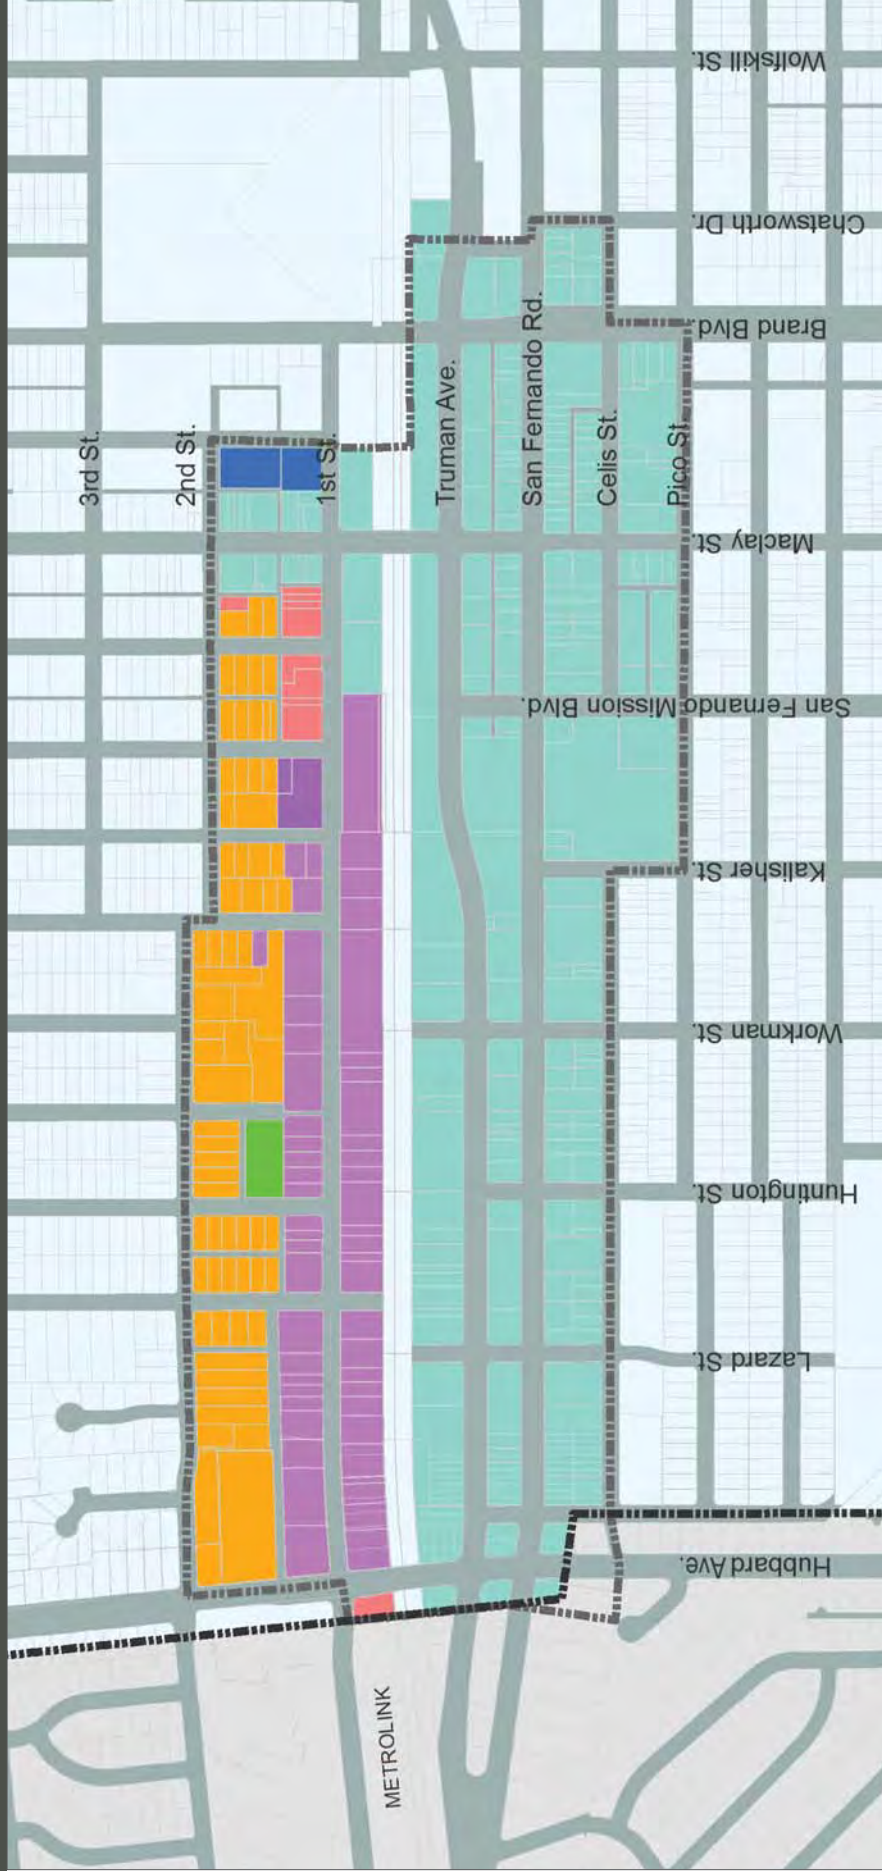 Wolfskill St.
Chatsworth Dr.
Brand Blvd.
3rd St.
2nd St.
1st St.
Truman Ave.
San Fernando Rd.
Celis St.
Pico St.
Maclay St.
San Fernando Mission Blvd.
Kalisher St.
Workman St.
Huntington St.
Lazard St.
Hubbard Ave.
METROLINK